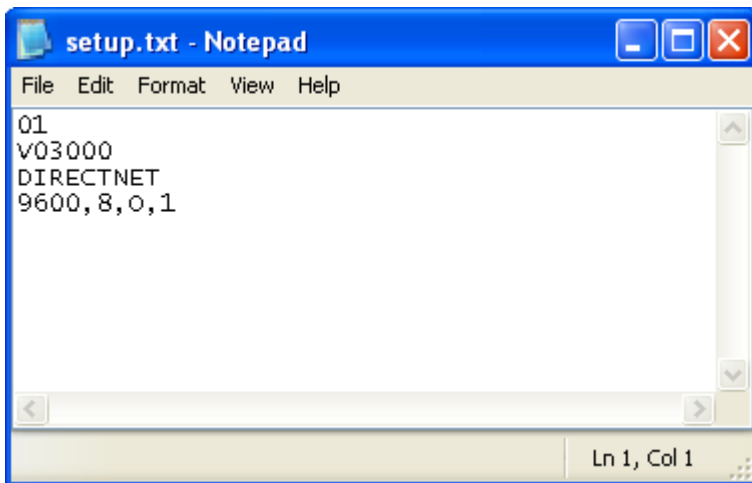 setup.txt - Notepad
File Edit Format View Help
01
V03000
DIRECTNET
9600,8,O,1
Ln 1, Col 1